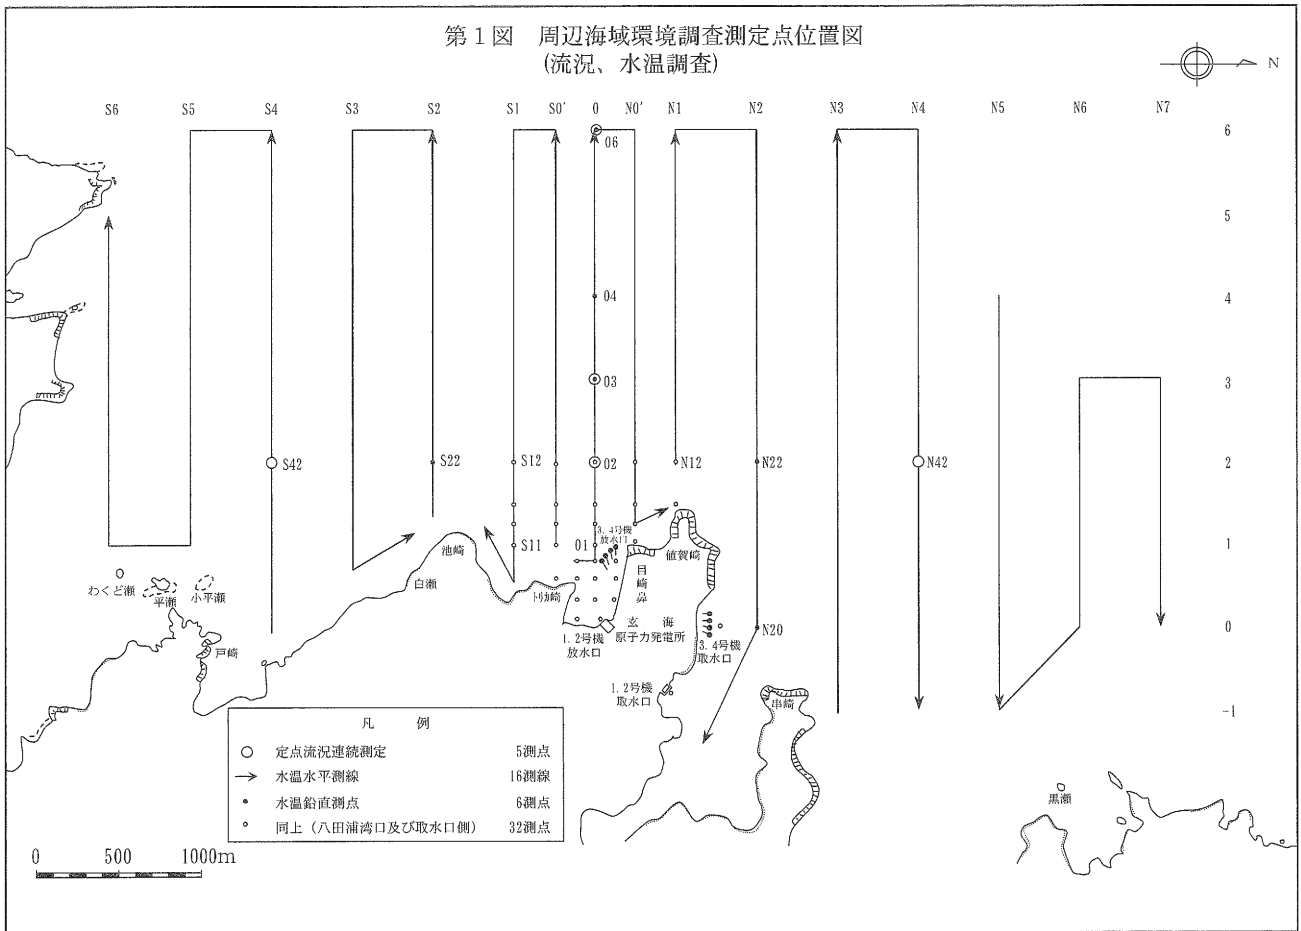 第1図 周辺海域環境調査測定点位置図
(流況、水温調査)
N
S6 S5 S4 S3 S2 S1 S0' 0 N0' N1 N2 N3 N4 N5 N6 N7
6
06
5
04
4
03
3
S42
S22
S12
02
N12
N22
N42
2
3.4号機
放水口
S11
01
1
池崎
値賀崎
わくど瀬
平瀬
小平瀬
白瀬
トリカ崎
目崎鼻
戸崎
1.2号機
放水口
玄海
原子力発電所
3.4号機
取水口
N20
0
1.2号機
取水口
串崎
-1
黒瀬
凡 例
定点流況連続測定 5測点
水温水平測線 16測線
水温鉛直測点 6測点
同上(八田浦湾口及び取水口側) 32測点
0 500 1000m